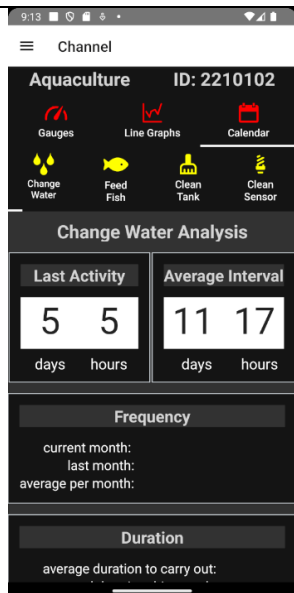 9:13
Channel
Aquaculture ID: 2210102
Gauges Line Graphs Calendar
Change Water Feed Fish Clean Tank Clean Sensor
Change Water Analysis
Last Activity Average Interval
5 5 11 17
days hours days hours
Frequency
current month:
last month:
average per month:
Duration
average duration to carry out: